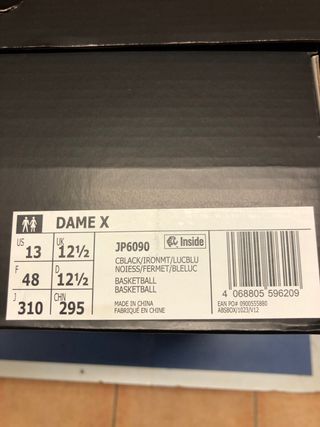 DAME X
US 13 UK 12½
F 48 D 12½
J 310 CHN 295
JP6090 Inside
CBLACK/IRONMT/LUCBLU
NOIESS/FERMET/BLELUC
BASKETBALL
BASKETBALL
MADE IN CHINA
FABRIQUÉ EN CHINE
4 068805 596209
EAN PO# 0900555880
ABSBOX/1023/V12